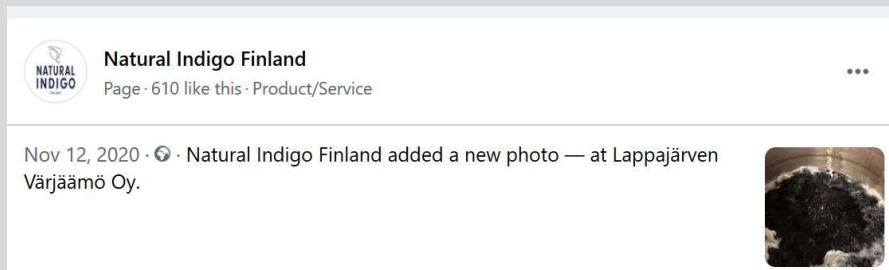 NATURAL
INDIGO
FINLAND
Natural Indigo Finland
Page · 610 like this · Product/Service
Nov 12, 2020 · · Natural Indigo Finland added a new photo — at Lappajärven
Värjäämö Oy.